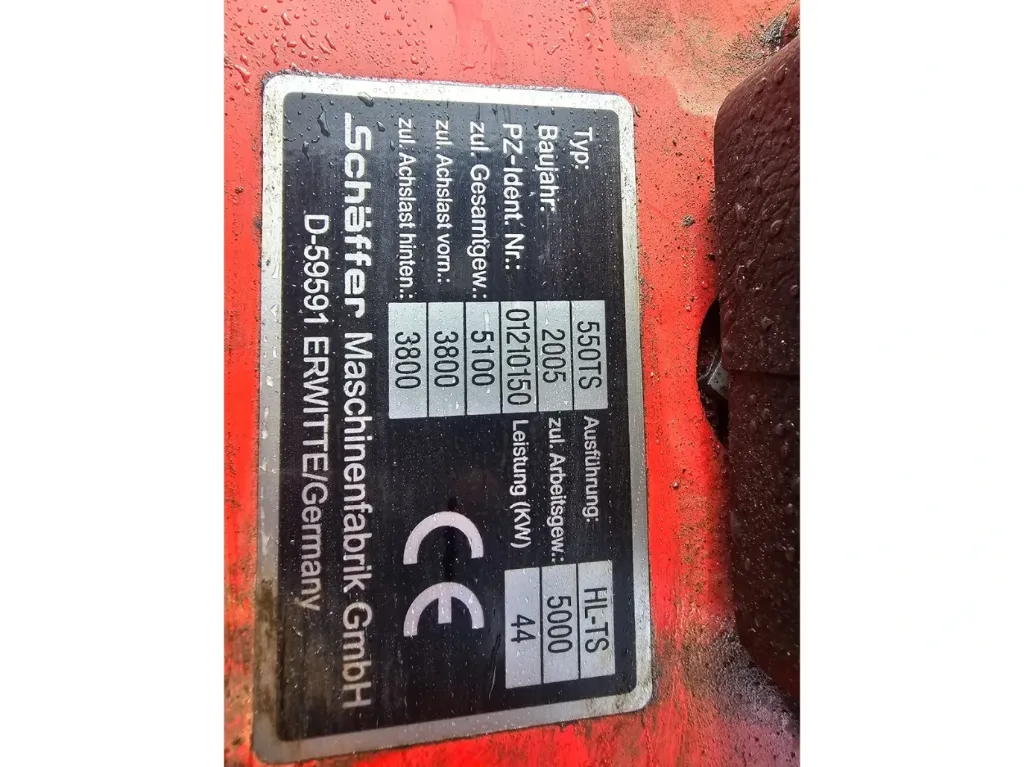 Typ: 550TS Ausführung: HL-TS
Baujahr: 2005 zul. Arbeitsgew.: 5000
PZ-Ident. Nr.: 01210150 Leistung (KW) 44
zul. Gesamtgew.: 5100
zul. Achslast vorn.: 3800
zul. Achslast hinten.: 3800
CE
Schäffer Maschinenfabrik GmbH
D-59591 ERWITTE/Germany